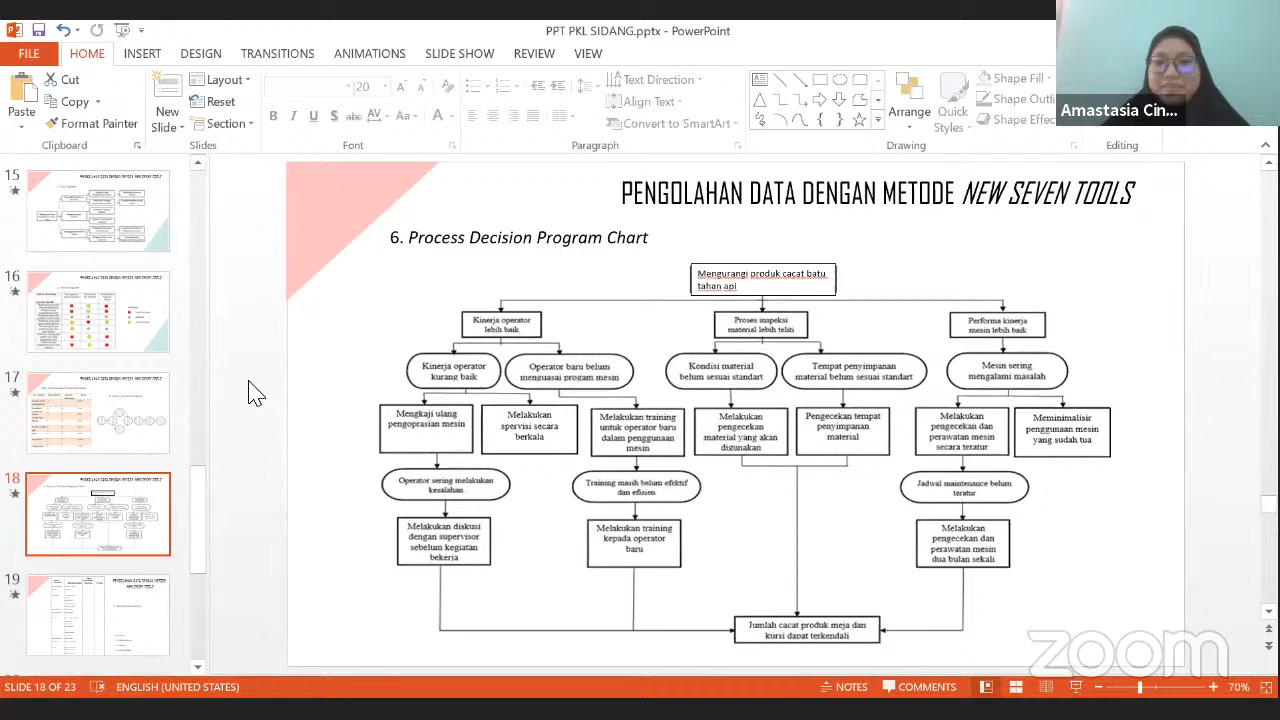 PPT PKL SIDANG.pptx - PowerPoint
FILE HOME INSERT DESIGN TRANSITIONS ANIMATIONS SLIDE SHOW REVIEW VIEW
Paste
Cut
Copy
Format Painter
Clipboard
New
Slide
Layout
Reset
Section
Slides
20
B I U S abc AV Aa A
Font
Text Direction
Align Text
Convert to SmartArt
Paragraph
Arrange
Quick
Styles
Shape Fill
Shape Outli
Shape Effec
Drawing
Editing
Amastasia Cin...
15
16
17
18
19
PENGOLAHAN DATA DENGAN METODE NEW SEVEN TOOLS
6. Process Decision Program Chart
Mengurangi produk cacat batu
tahan api
Kinerja operator
lebih baik
Proses inspeksi
material lebih teliti
Performa kinerja
mesin lebih baik
Kinerja operator
kurang baik
Operator baru belum
menguasai progam mesin
Kondisi material
belum sesuai standart
Tempat penyimpanan
material belum sesuai standart
Mesin sering
mengalami masalah
Mengkaji ulang
pengoprasian mesin
Melakukan
spervisi secara
berkala
Melakukan training
untuk operator baru
dalam penggunaan
mesin
Melakukan
pengecekan
material yang akan
digunakan
Pengecekan tempat
penyimpanan
material
Melakukan
pengecekan dan
perawatan mesin
secara teratur
Meminimalisir
penggunaan mesin
yang sudah tua
Operator sering melakukan
kesalahan
Training masih belum efektif
dan efisien
Jadwal maintenance belum
teratur
Melakukan diskusi
dengan supervisor
sebelum kegiatan
bekerja
Melakukan training
kepada operator
baru
Melakukan
pengecekan dan
perawatan mesin
dua bulan sekali
Jumlah cacat produk meja dan
kursi dapat terkendali
zoom
SLIDE 18 OF 23 ENGLISH (UNITED STATES) NOTES COMMENTS 70%